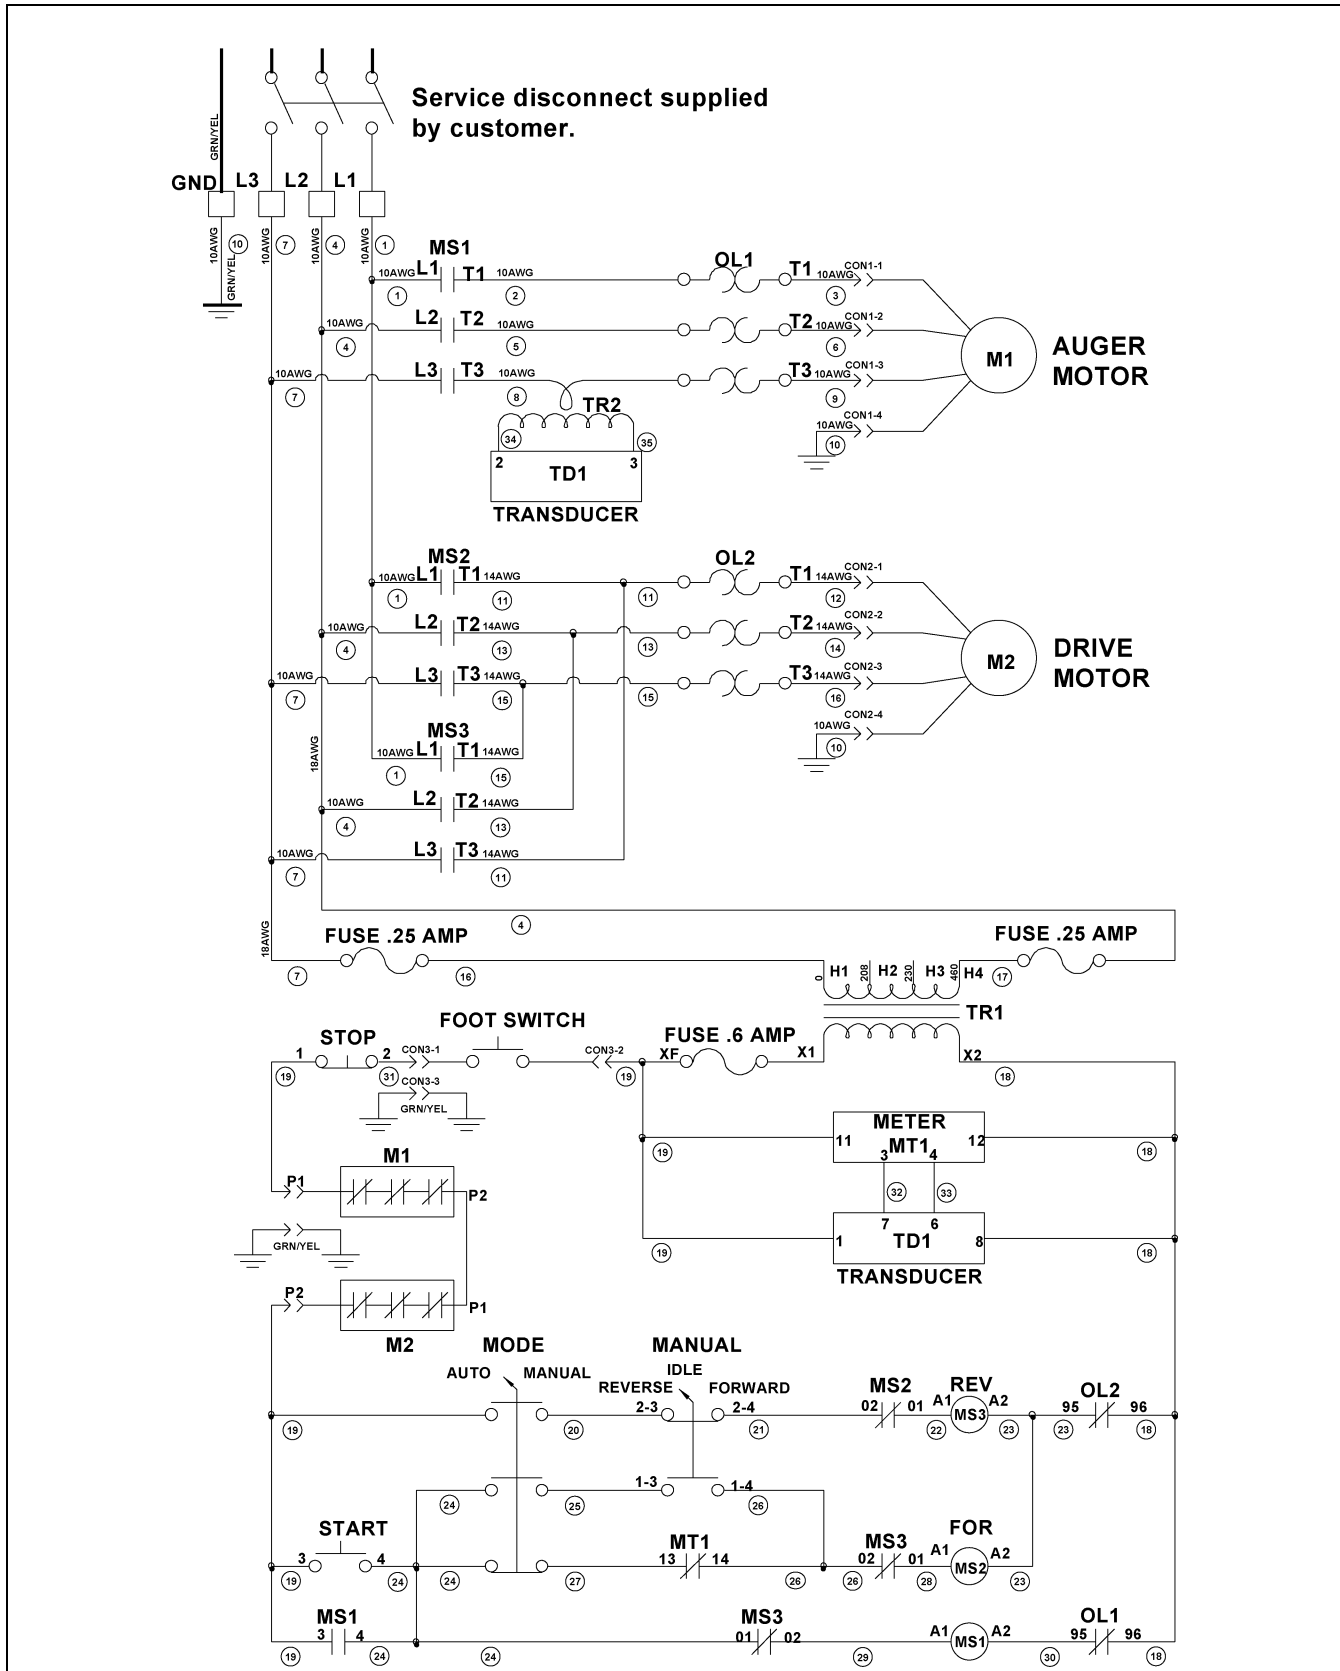 Service disconnect supplied
by customer.
GRN/YEL
GND L3 L2 L1
10AWG 10 10AWG 7 10AWG 4 10AWG 1
GRN/YEL
MS1 OL1
10AWG L1 T1 10AWG T1 10AWG CON1-1
1 2 3
10AWG L2 T2 10AWG T2 10AWG CON1-2
4 5 6
M1 AUGER
MOTOR
10AWG L3 T3 10AWG T3 10AWG CON1-3
7 8 9
TR2
10AWG CON1-4
34 35 10
2 TD1 3
TRANSDUCER
MS2 OL2
10AWG L1 T1 14AWG T1 14AWG CON2-1
1 11 11 12
10AWG L2 T2 14AWG T2 14AWG CON2-2
4 13 13 14
M2 DRIVE
MOTOR
10AWG L3 T3 14AWG T3 14AWG CON2-3
7 15 15 16
10AWG CON2-4
10
18AWG
MS3
10AWG L1 T1 14AWG
1 15
10AWG L2 T2 14AWG
4 13
10AWG L3 T3 14AWG
7 11
4
18AWG
FUSE .25 AMP FUSE .25 AMP
7 16 0 H1 208 H2 230 H3 460 H4 17
TR1
FOOT SWITCH
STOP FUSE .6 AMP
1 2 CON3-1 CON3-2 XF X1 X2
19 31 19 18
CON3-3
GRN/YEL
METER
11 MT1 12
19 3 4 18
M1
P1 P2
32 33
GRN/YEL
7 6
1 TD1 8
19 18
TRANSDUCER
P2 P1
M2
MODE MANUAL
AUTO MANUAL IDLE
REVERSE FORWARD
MS2 REV OL2
2-3 2-4 02 01 A1 MS3 A2 95 96
19 20 21 22 23 23 18
1-3 1-4
24 25 26
START MT1 MS3 FOR
3 4 13 14 02 01 A1 MS2 A2
19 24 24 27 26 26 28 23
MS1 MS3 OL1
3 4 01 02 A1 MS1 A2 95 96
19 24 24 29 30 18